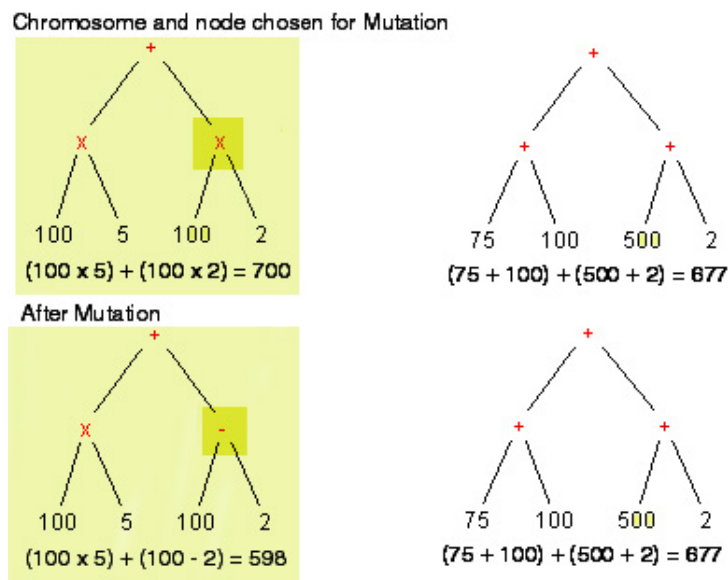 Chromosome and node chosen for Mutation
+ +
X X + +
100 5 100 2 75 100 500 2
(100 x 5) + (100 x 2) = 700 (75 + 100) + (500 + 2) = 677
After Mutation
+ +
X - + +
100 5 100 2 75 100 500 2
(100 x 5) + (100 - 2) = 598 (75 + 100) + (500 + 2) = 677